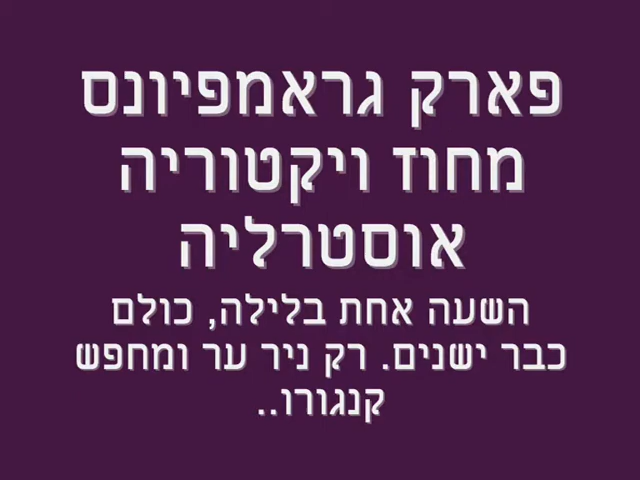 פארק גראמפיונס
מחוז ויקטוריה
אוסטרליה
השעה אחת בלילה, כולם
כבר ישנים. רק ניר ער ומחפש
קנגורו..